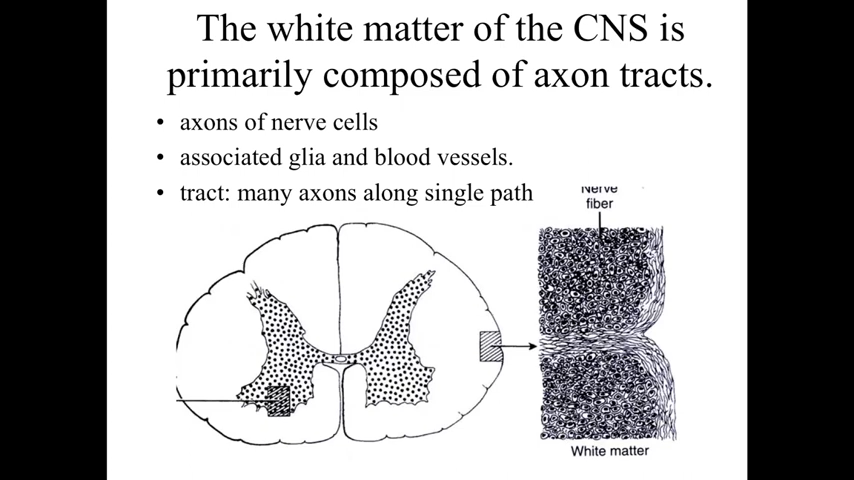 The white matter of the CNS is
primarily composed of axon tracts.
• axons of nerve cells
• associated glia and blood vessels.
• tract: many axons along single path
Nerve
fiber
White matter